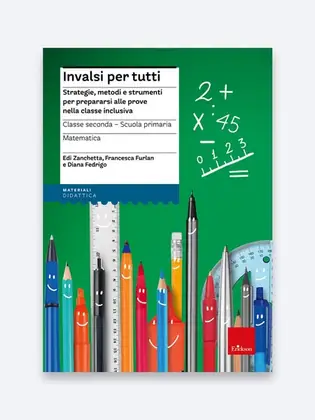 Invalsi per tutti
Strategie, metodi e strumenti
per prepararsi alle prove
nella classe inclusiva
Classe seconda – Scuola primaria
Matematica
Edi Zanchetta, Francesca Furlan
e Diana Fedrigo
MATERIALI
DIDATTICA
2 +
x : 45
0 1 2 3
Erickson